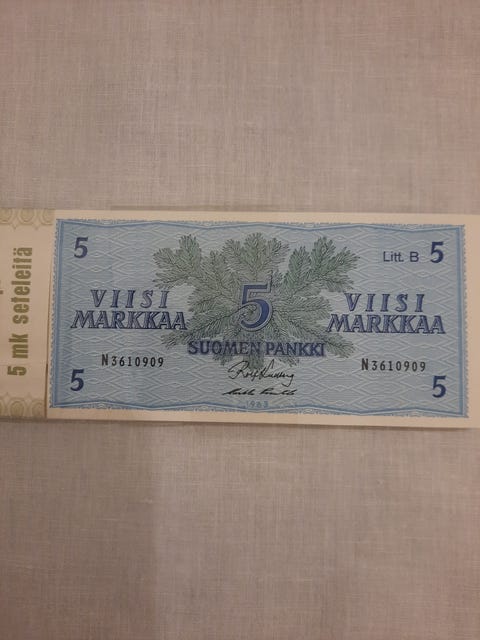 5 mk seteleitä
5
Litt. B 5
VIISI MARKKAA
5
VIISI MARKKAA
SUOMEN PANKKI
N3610909
N3610909
5
1963
5